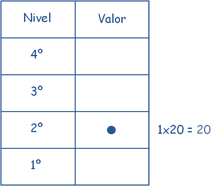 Nivel Valor
4º
3º
2º 1x20 = 20
1º